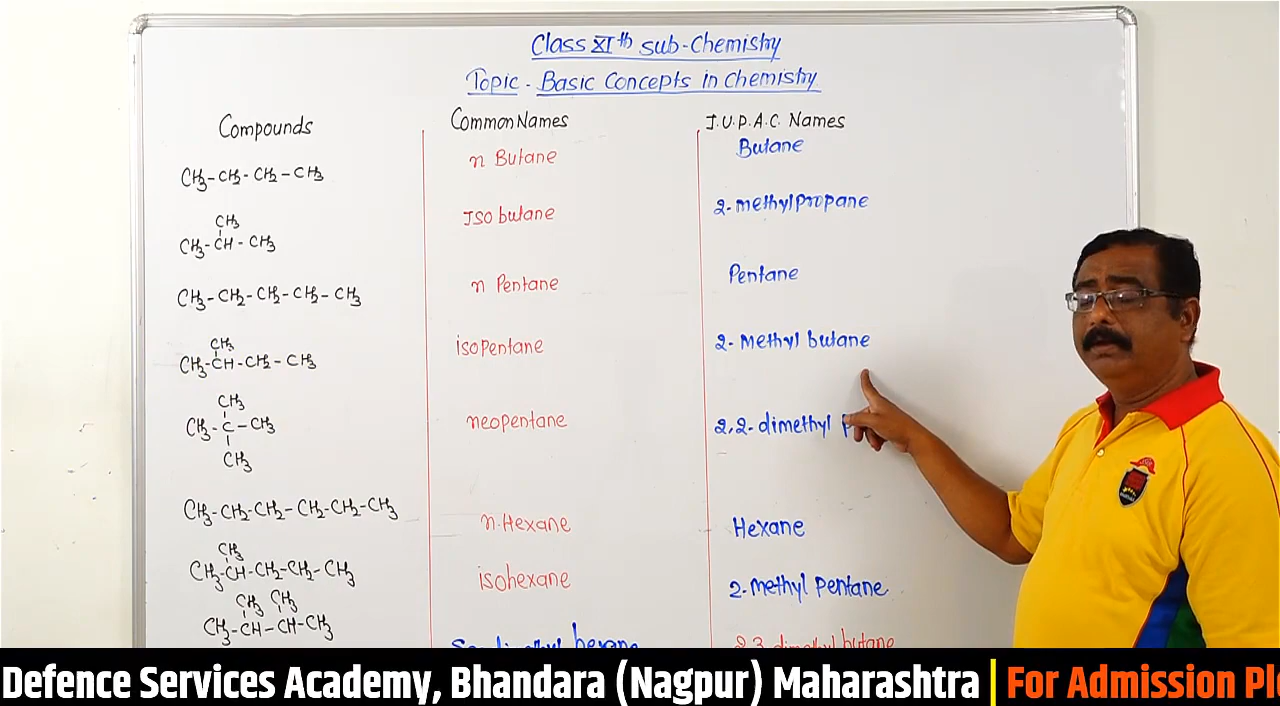 Class XIth sub-Chemistry
Topic - Basic Concepts in Chemistry
Compounds
Common Names
I.U.P.A.C. Names
CH3-CH2-CH2-CH3
n Butane
Butane
CH3
CH3-CH-CH3
Iso butane
2-methylPropane
CH3-CH2-CH2-CH2-CH3
n Pentane
Pentane
CH3
CH3-CH-CH2-CH3
isopentane
2-Methyl butane
CH3
CH3-C-CH3
CH3
neopentane
2,2-dimethyl
CH3-CH2-CH2-CH2-CH2-CH3
n-Hexane
Hexane
CH3
CH3-CH-CH2-CH2-CH3
isohexane
2-Methyl Pentane
CH3 CH3
CH3-CH-CH-CH3
2,3 dimethyl butane
Defence Services Academy, Bhandara (Nagpur) Maharashtra | For Admission